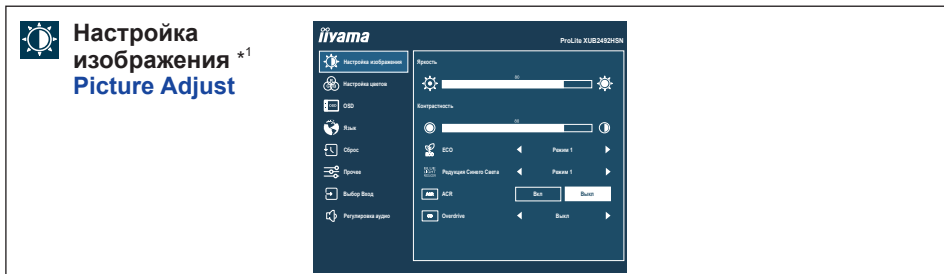 Настройка
изображения *1
Picture Adjust
iiyama
ProLite XUB2492HSN
Настройка изображения
Яркость
Настройка цветов
OSD
Контрастность
Язык
Сброс
ECO
Режим 1
Прочее
Редукция Синего Света
Режим 1
Выбор Вход
ACR
Вкл
Выкл
Регулировка аудио
Overdrive
Выкл